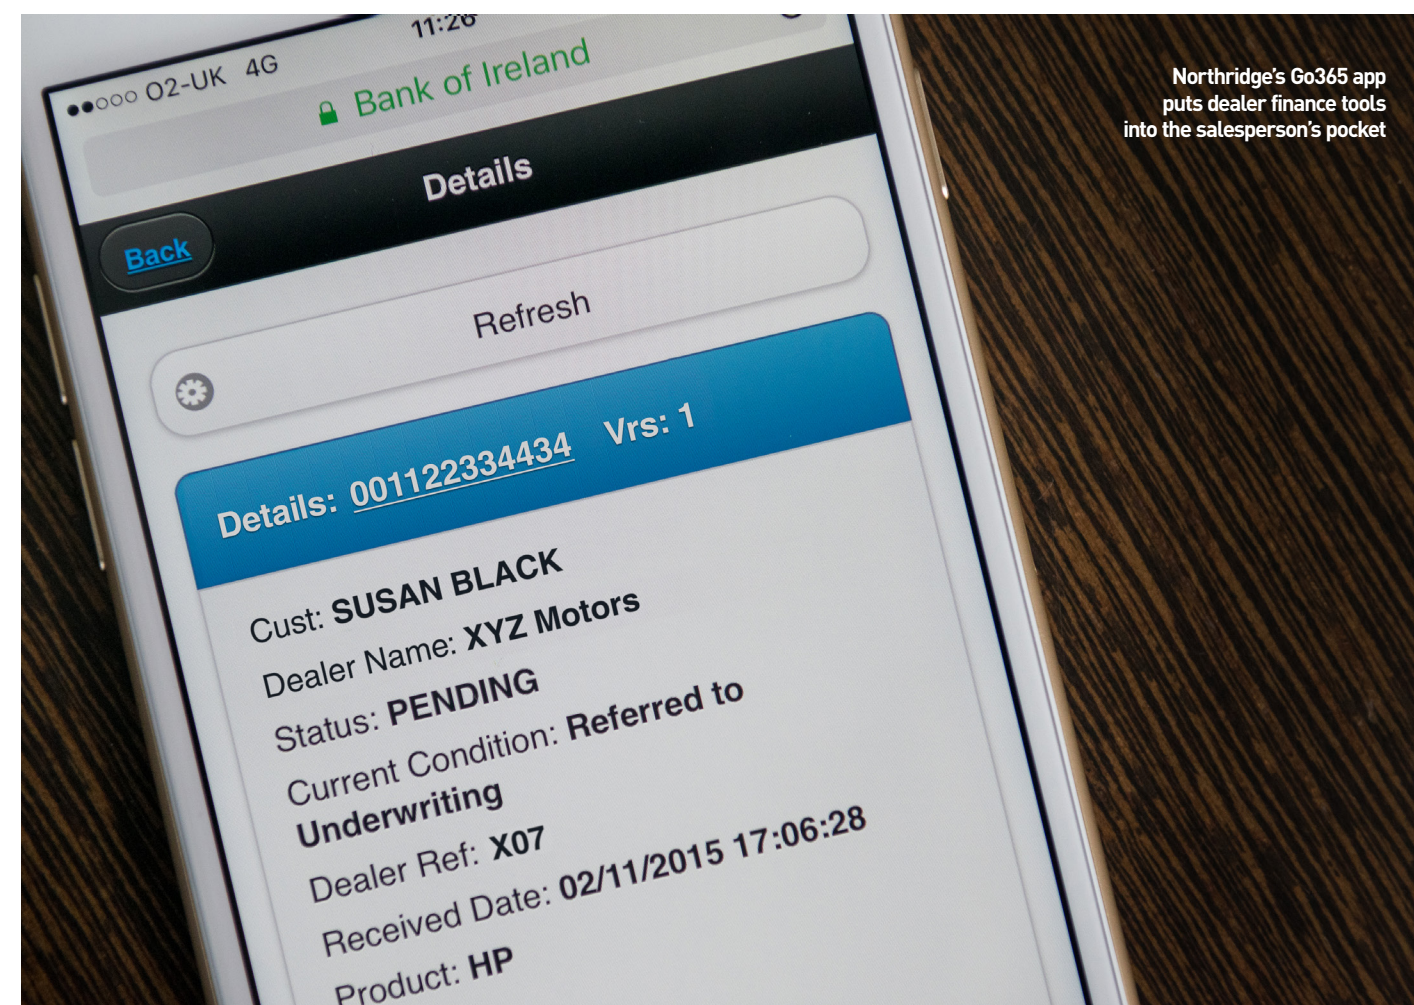 11:26
O2-UK 4G
Bank of Ireland
Northridge's Go365 app
puts dealer finance tools
into the salesperson's pocket
Details
Back
Refresh
Details: 001122334434 Vrs: 1
Cust: SUSAN BLACK
Dealer Name: XYZ Motors
Status: PENDING
Current Condition: Referred to
Underwriting
Dealer Ref: X07
Received Date: 02/11/2015 17:06:28
Product: HP